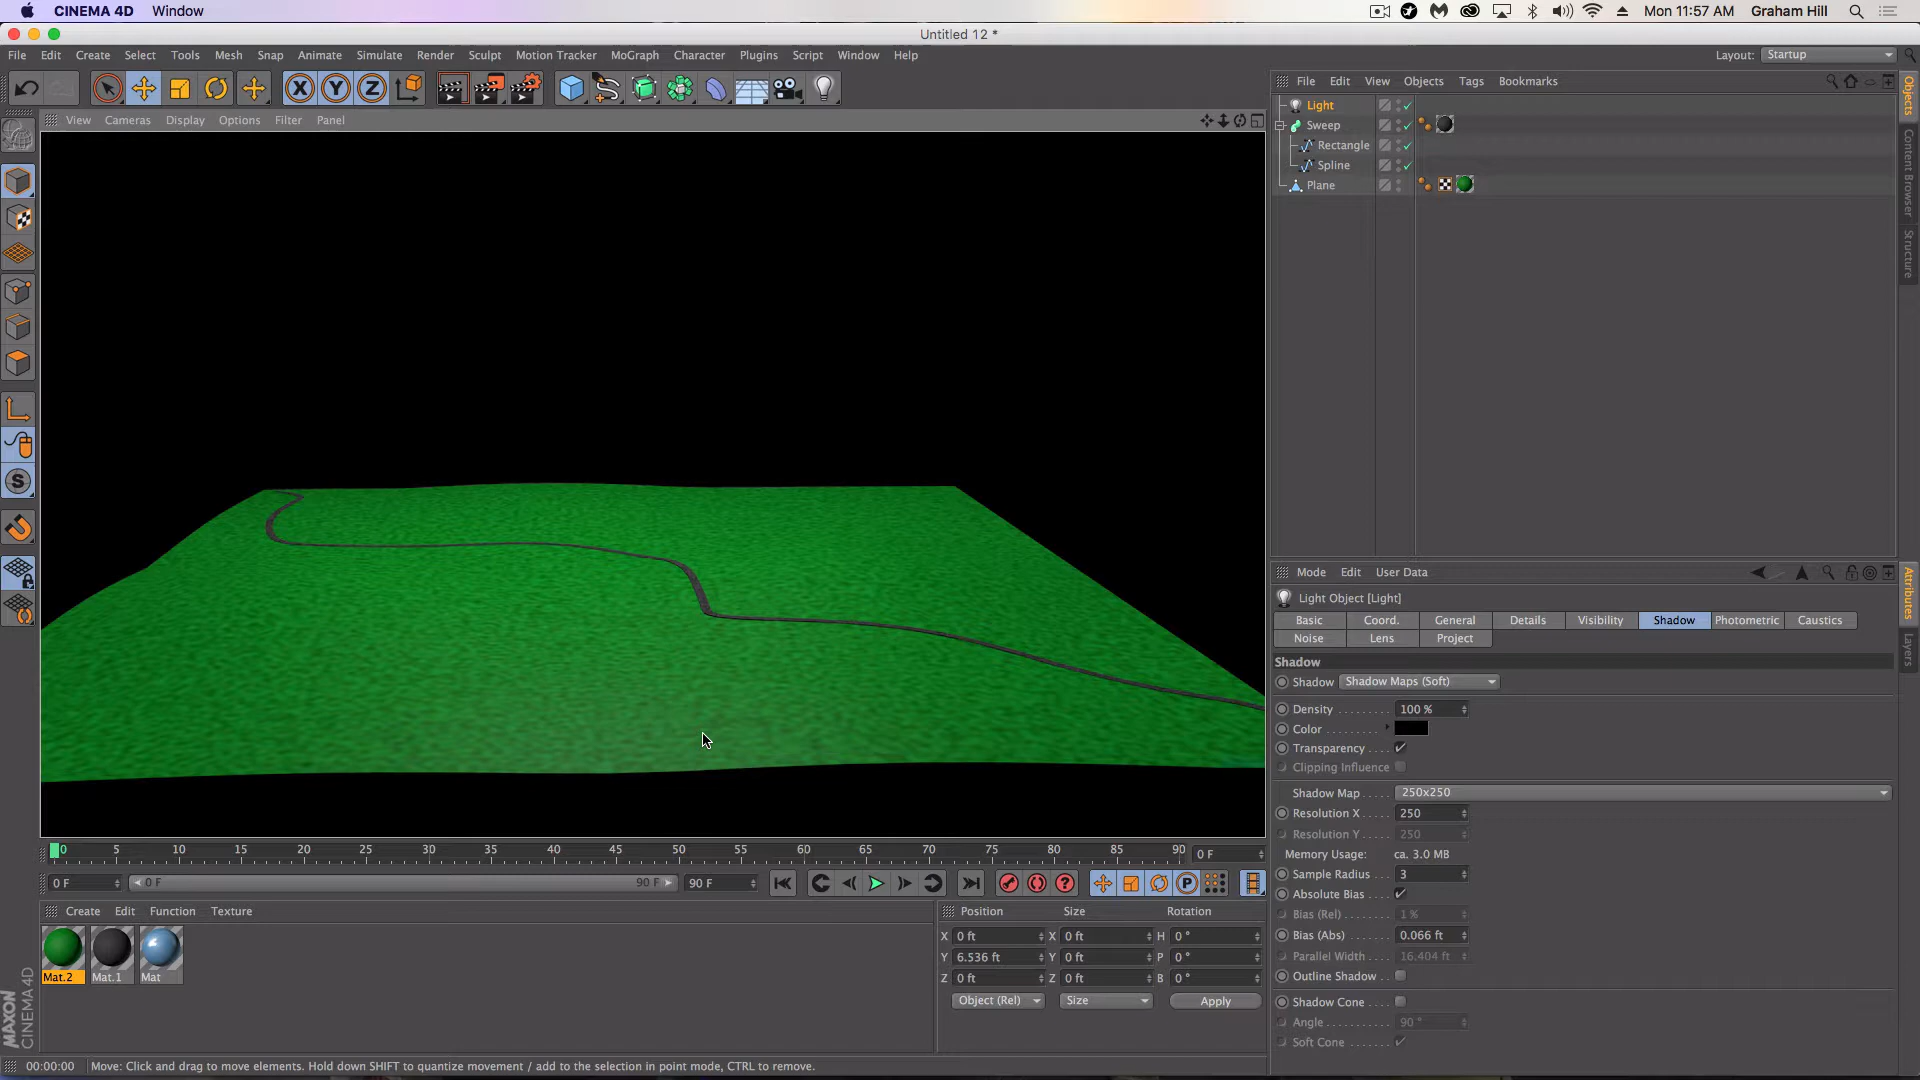 CINEMA 4D Window Mon 11:57 AM Graham Hill
Untitled 12 *
File Edit Create Select Tools Mesh Snap Animate Simulate Render Sculpt Motion Tracker MoGraph Character Plugins Script Window Help Layout: Startup
X Y Z
File Edit View Objects Tags Bookmarks
View Cameras Display Options Filter Panel
Light
Sweep
Rectangle
Spline
Plane
Objects
Content Browser
Structure
S
Mode Edit User Data
Light Object [Light]
Basic Coord. General Details Visibility Shadow Photometric Caustics
Noise Lens Project
Attributes
Layers
Shadow
Shadow Shadow Maps (Soft)
Density 100 %
Color
Transparency
Clipping Influence
Shadow Map 250x250
Resolution X 250
Resolution Y 250
Memory Usage: ca. 3.0 MB
Sample Radius 3
Absolute Bias
Bias (Rel) 1 %
Bias (Abs) 0.066 ft
Parallel Width 16.404 ft
Outline Shadow
Shadow Cone
Angle 90 °
Soft Cone
0 5 10 15 20 25 30 35 40 45 50 55 60 65 70 75 80 85 90 0 F
0 F 0 F 90 F 90 F
P
Create Edit Function Texture
Mat.2 Mat.1 Mat
Position Size Rotation
X 0 ft X 0 ft H 0 °
Y 6.536 ft Y 0 ft P 0 °
Z 0 ft Z 0 ft B 0 °
Object (Rel) Size Apply
MAXON CINEMA 4D
00:00:00 Move: Click and drag to move elements. Hold down SHIFT to quantize movement / add to the selection in point mode, CTRL to remove.